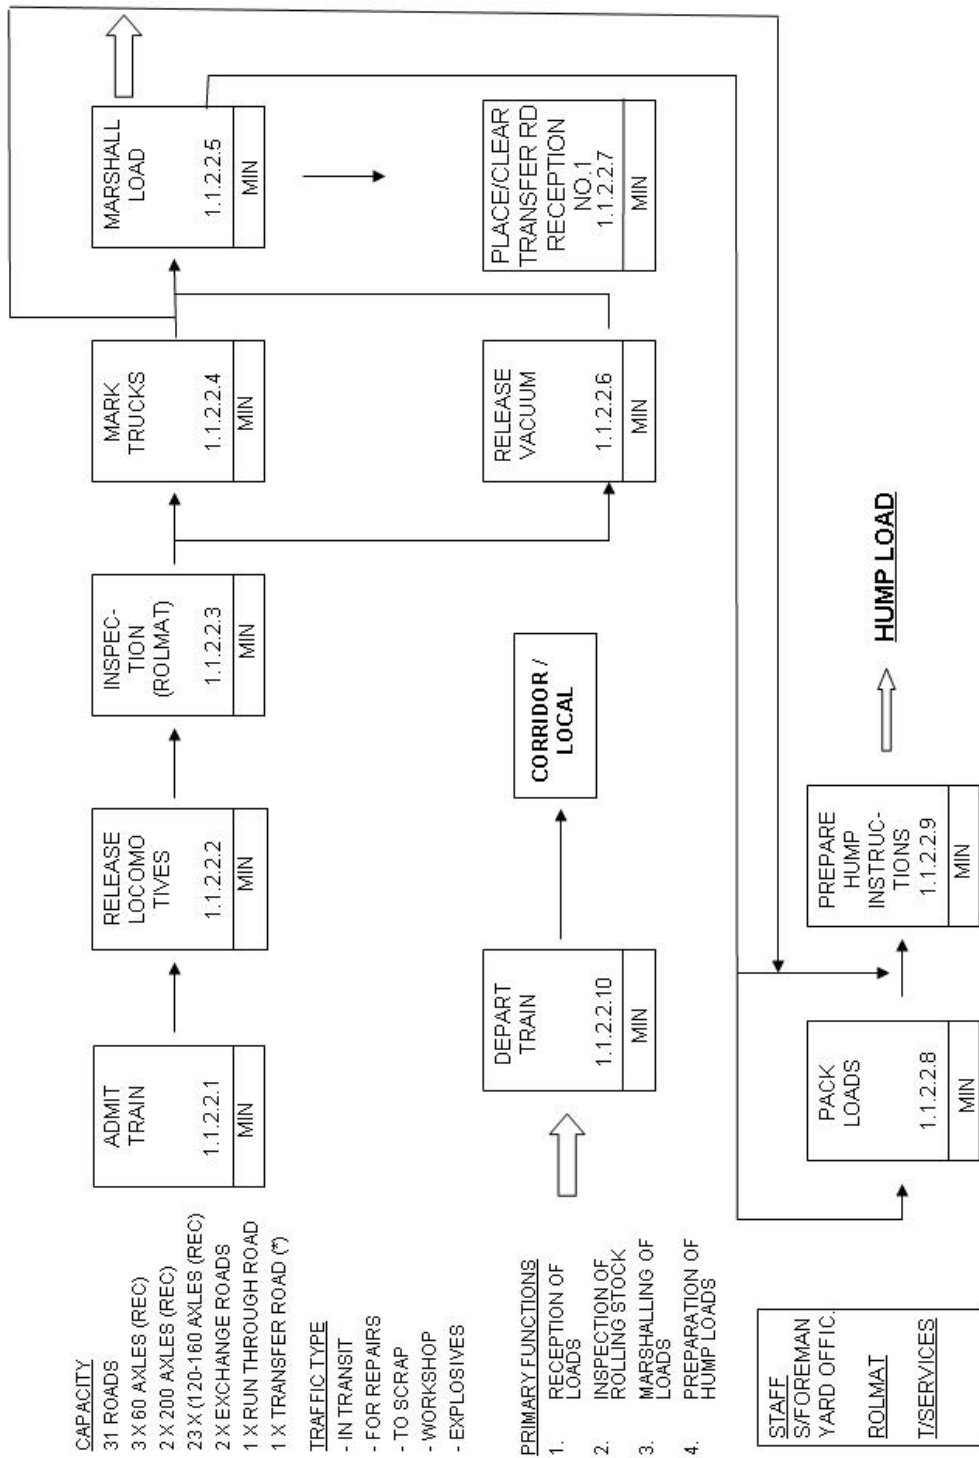 CAPACITY
31 ROADS
3 X 60 AXLES (REC)
2 X 200 AXLES (REC)
23 X (120-160 AXLES (REC)
2 X EXCHANGE ROADS
1 X RUN THROUGH ROAD
1 X TRANSFER ROAD (*)
TRAFFIC TYPE
- IN TRANSIT
- FOR REPAIRS
- TO SCRAP
- WORKSHOP
- EXPLOSIVES
PRIMARY FUNCTIONS
1. RECEPTION OF
LOADS
2. INSPECTION OF
ROLLING STOCK
3. MARSHALLING OF
LOADS
4. PREPARATION OF
HUMP LOADS
STAFF
S/FOREMAN
YARD OFFIC.
ROLMAT
T/SERVICES
ADMIT
TRAIN
1.1.2.2.1
MIN
RELEASE
LOCOMO
TIVES
1.1.2.2.2
MIN
INSPEC-
TION
(ROLMAT)
1.1.2.2.3
MIN
MARK
TRUCKS
1.1.2.2.4
MIN
MARSHALL
LOAD
1.1.2.2.5
MIN
DEPART
TRAIN
1.1.2.2.10
MIN
CORRIDOR /
LOCAL
RELEASE
VACUUM
1.1.2.2.6
MIN
PLACE/CLEAR
TRANSFER RD
RECEPTION
NO.1
1.1.2.2.7
MIN
PACK
LOADS
1.1.2.2.8
MIN
PREPARE
HUMP
INSTRUC-
TIONS
1.1.2.2.9
MIN
HUMP LOAD